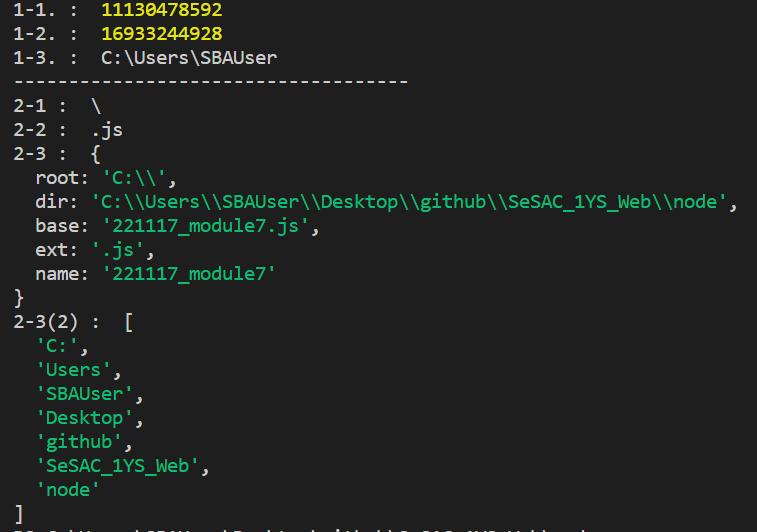 1-1. :  11130478592
1-2. :  16933244928
1-3. :  C:\Users\SBAUser
------------------------------------
2-1 :  \
2-2 :  .js
2-3 :  {
  root: 'C:\\',
  dir: 'C:\\Users\\SBAUser\\Desktop\\github\\SeSAC_1YS_Web\\node',
  base: '221117_module7.js',
  ext: '.js',
  name: '221117_module7'
}
2-3(2) :  [
  'C:',
  'Users',
  'SBAUser',
  'Desktop',
  'github',
  'SeSAC_1YS_Web',
  'node'
]